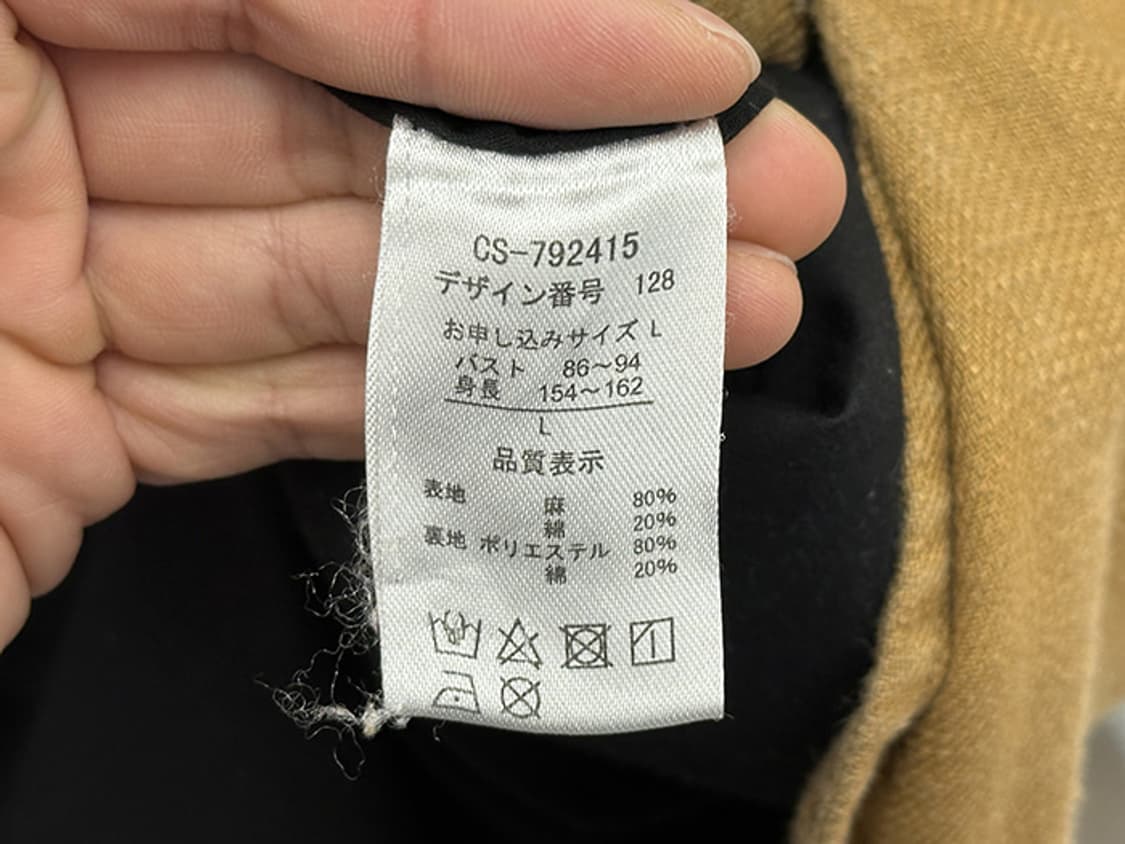 CS-792415
デザイン番号 128
お申し込みサイズ L
バスト 86～94
身長 154～162
L
品質表示
表地 麻 80%
綿 20%
裏地 ポリエステル 80%
綿 20%